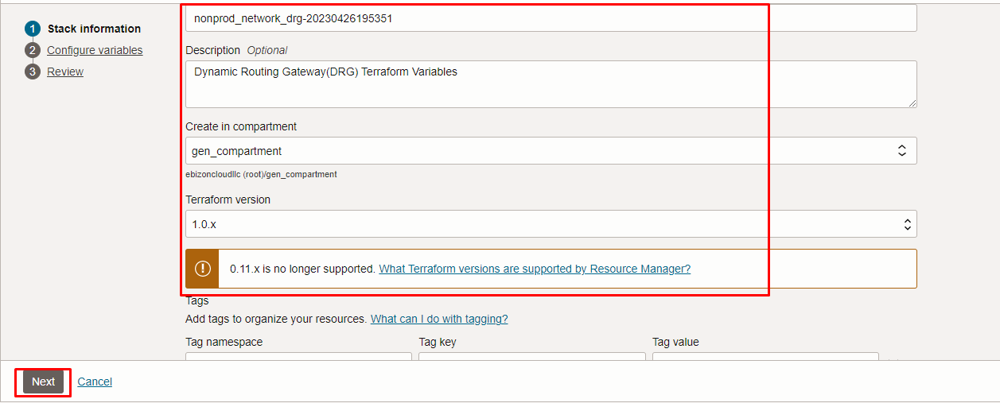 nonprod_network_drg-20230426195351
1 Stack information
2 Configure variables
3 Review
Description Optional
Dynamic Routing Gateway(DRG) Terraform Variables
Create in compartment
gen_compartment
ebizoncloudllc (root)/gen_compartment
Terraform version
1.0.x
0.11.x is no longer supported. What Terraform versions are supported by Resource Manager?
Tags
Add tags to organize your resources. What can I do with tagging?
Tag namespace Tag key Tag value
Next Cancel